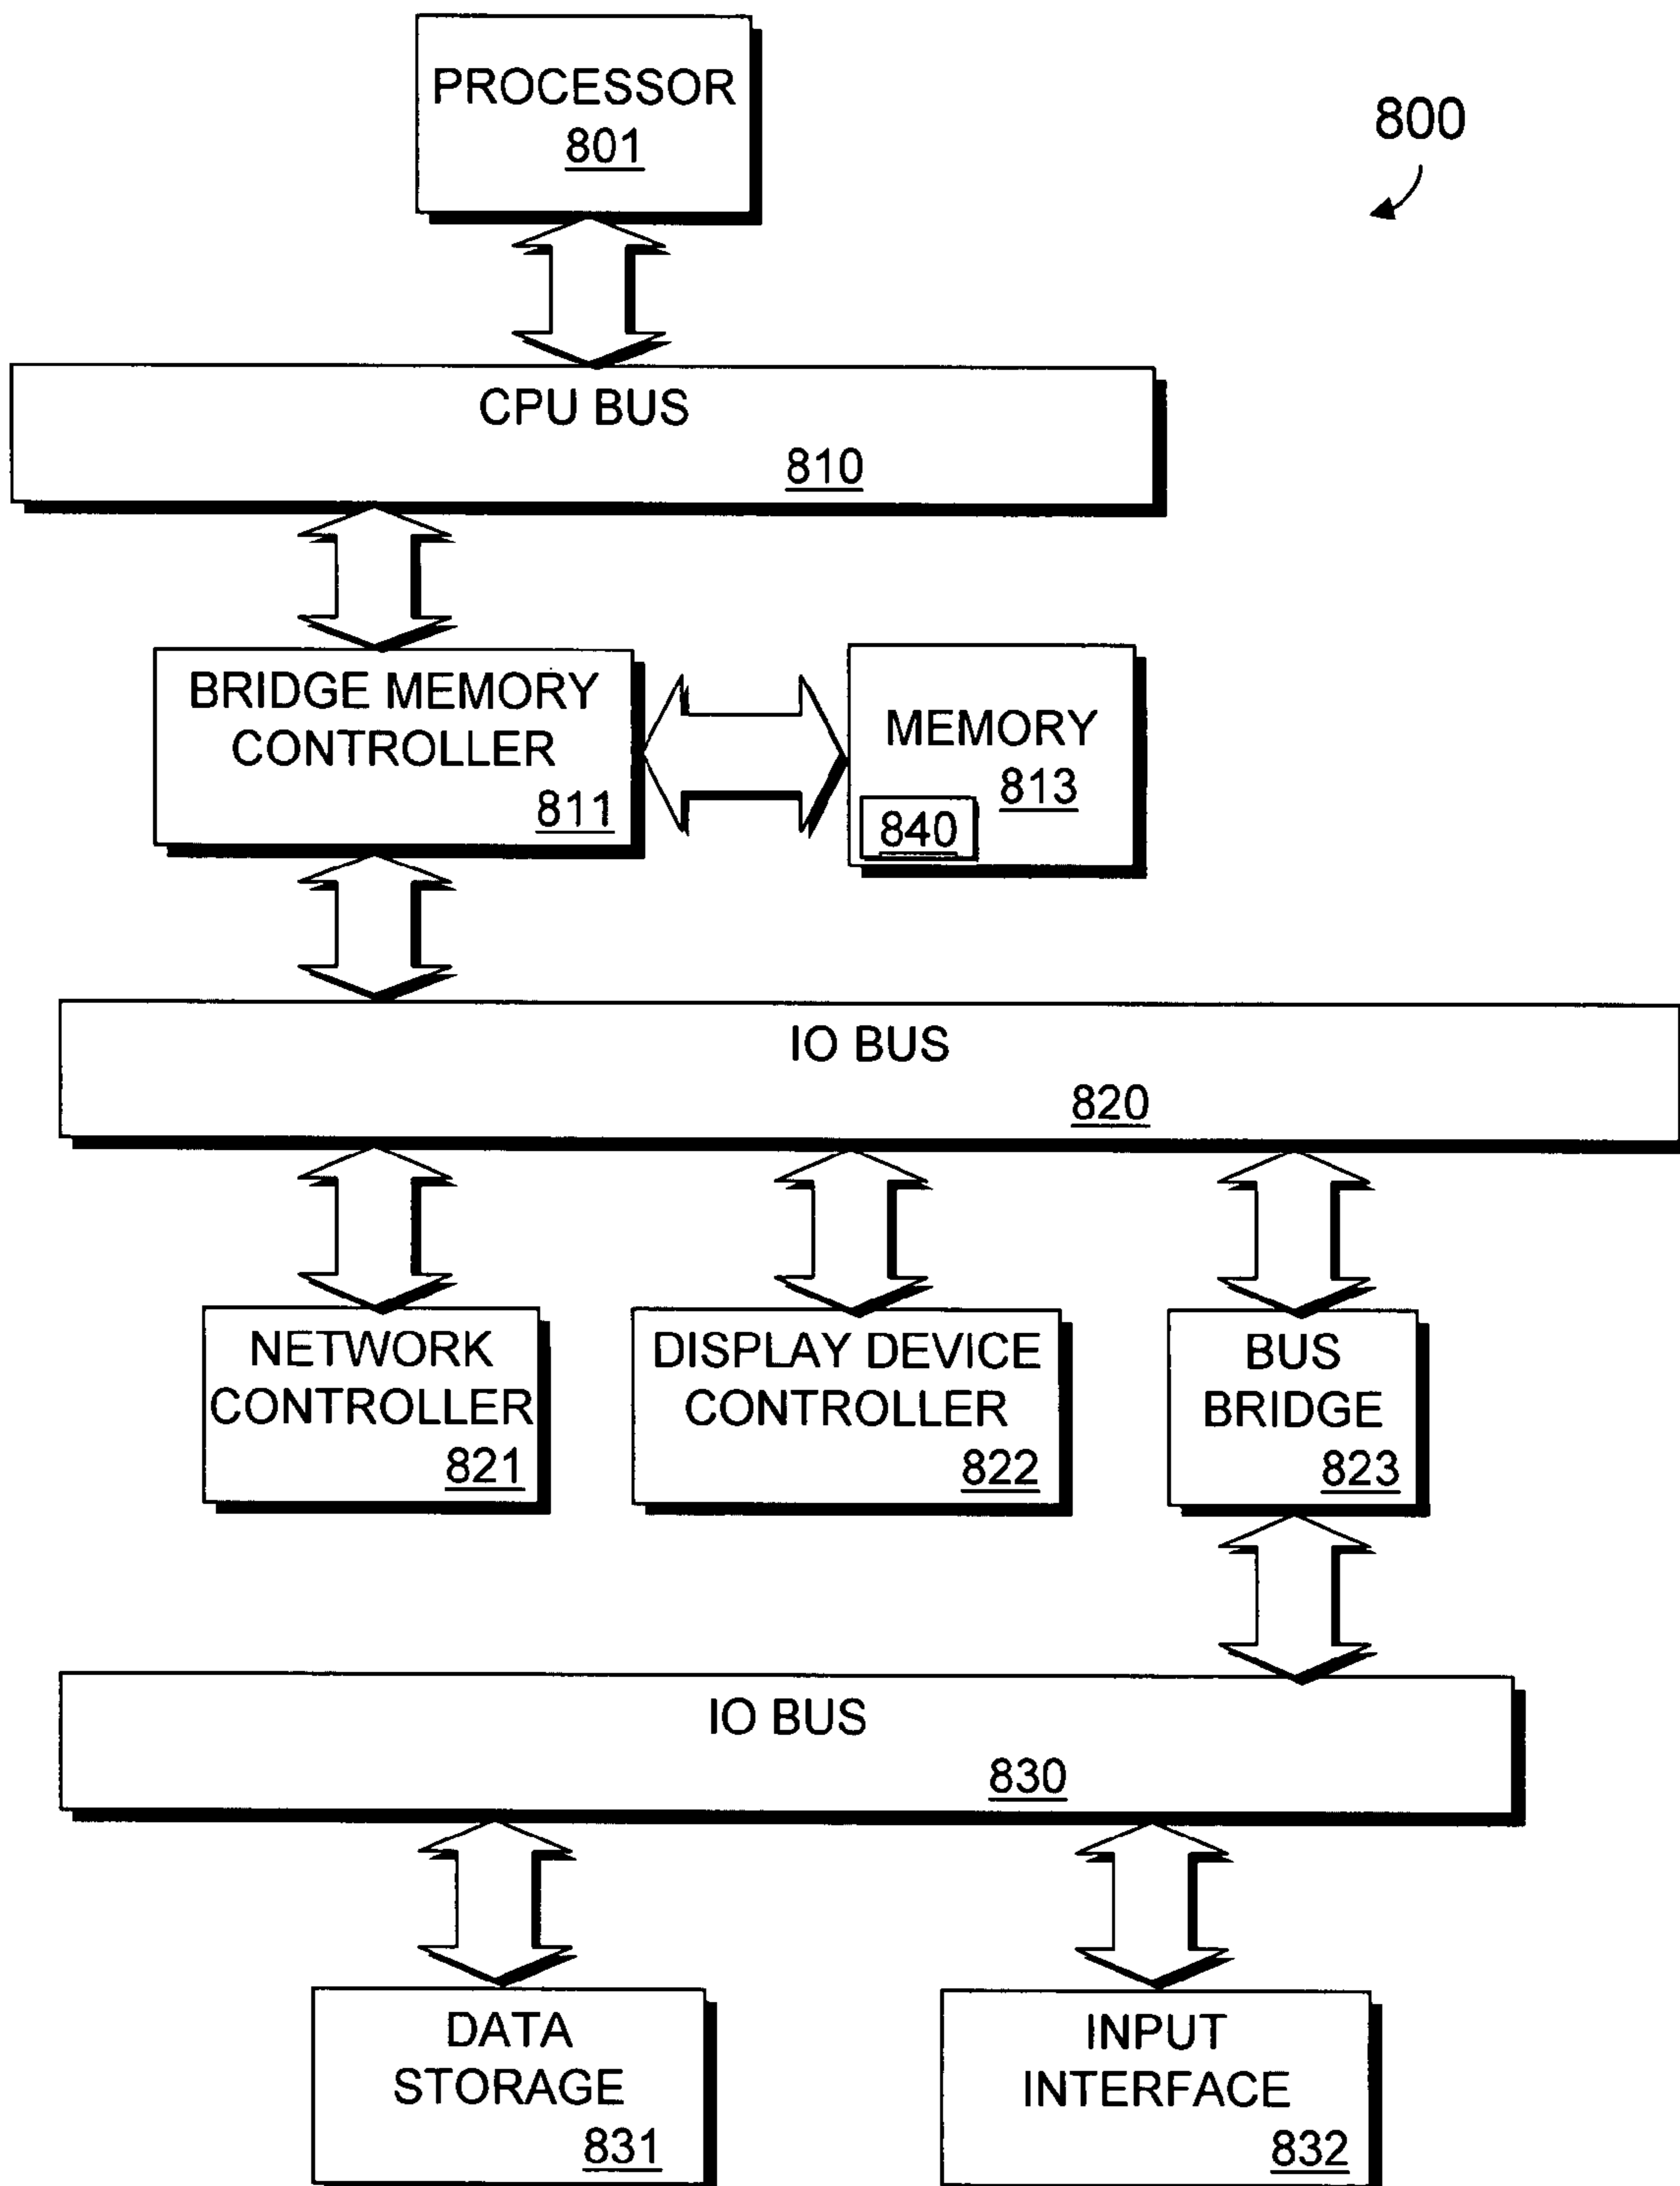 PROCESSOR
801
800
CPU BUS
810
BRIDGE MEMORY
CONTROLLER
811
MEMORY
813
840
IO BUS
820
NETWORK
CONTROLLER
821
DISPLAY DEVICE
CONTROLLER
822
BUS
BRIDGE
823
IO BUS
830
DATA
STORAGE
831
INPUT
INTERFACE
832